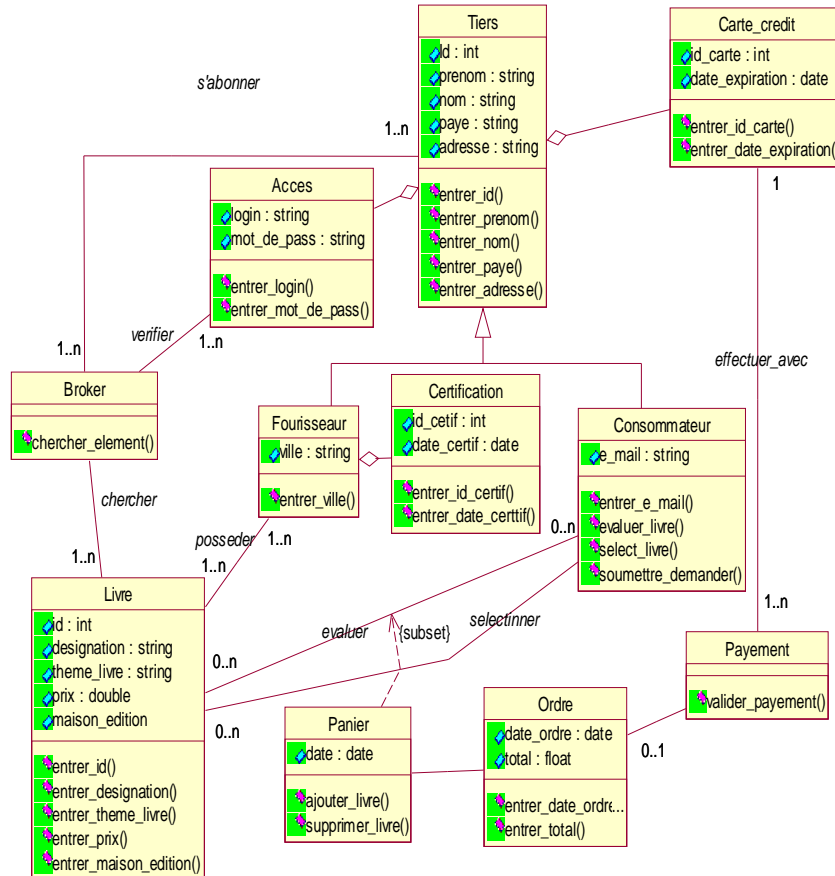 Tiers
Id : int
prenom : string
nom : string
paye : string
adresse : string
entrer_id()
entrer_prenom()
entrer_nom()
entrer_paye()
entrer_adresse()
Carte_credit
id_carte : int
date_expiration : date
entrer_id_carte()
entrer_date_expiration()
s'abonner
1..n
1
Acces
login : string
mot_de_pass : string
entrer_login()
entrer_mot_de_pass()
verifier
1..n
1..n
effectuer_avec
Broker
chercher_element()
Fourisseaur
ville : string
entrer_ville()
Certification
id_cetif : int
date_certif : date
entrer_id_certif()
entrer_date_certtif()
Consommateur
e_mail : string
entrer_e_mail()
evaluer_livre()
select_livre()
soumettre_demander()
chercher
posseder
1..n
0..n
1..n
1..n
Livre
id : int
designation : string
theme_livre : string
prix : double
maison_edition
entrer_id()
entrer_designation()
entrer_theme_livre()
entrer_prix()
entrer_maison_edition()
evaluer
{subset}
selectinner
0..n
0..n
1..n
Payement
valider_payement()
0..1
Panier
date : date
ajouter_livre()
supprimer_livre()
Ordre
date_ordre : date
total : float
entrer_date_ordre...
entrer_total()